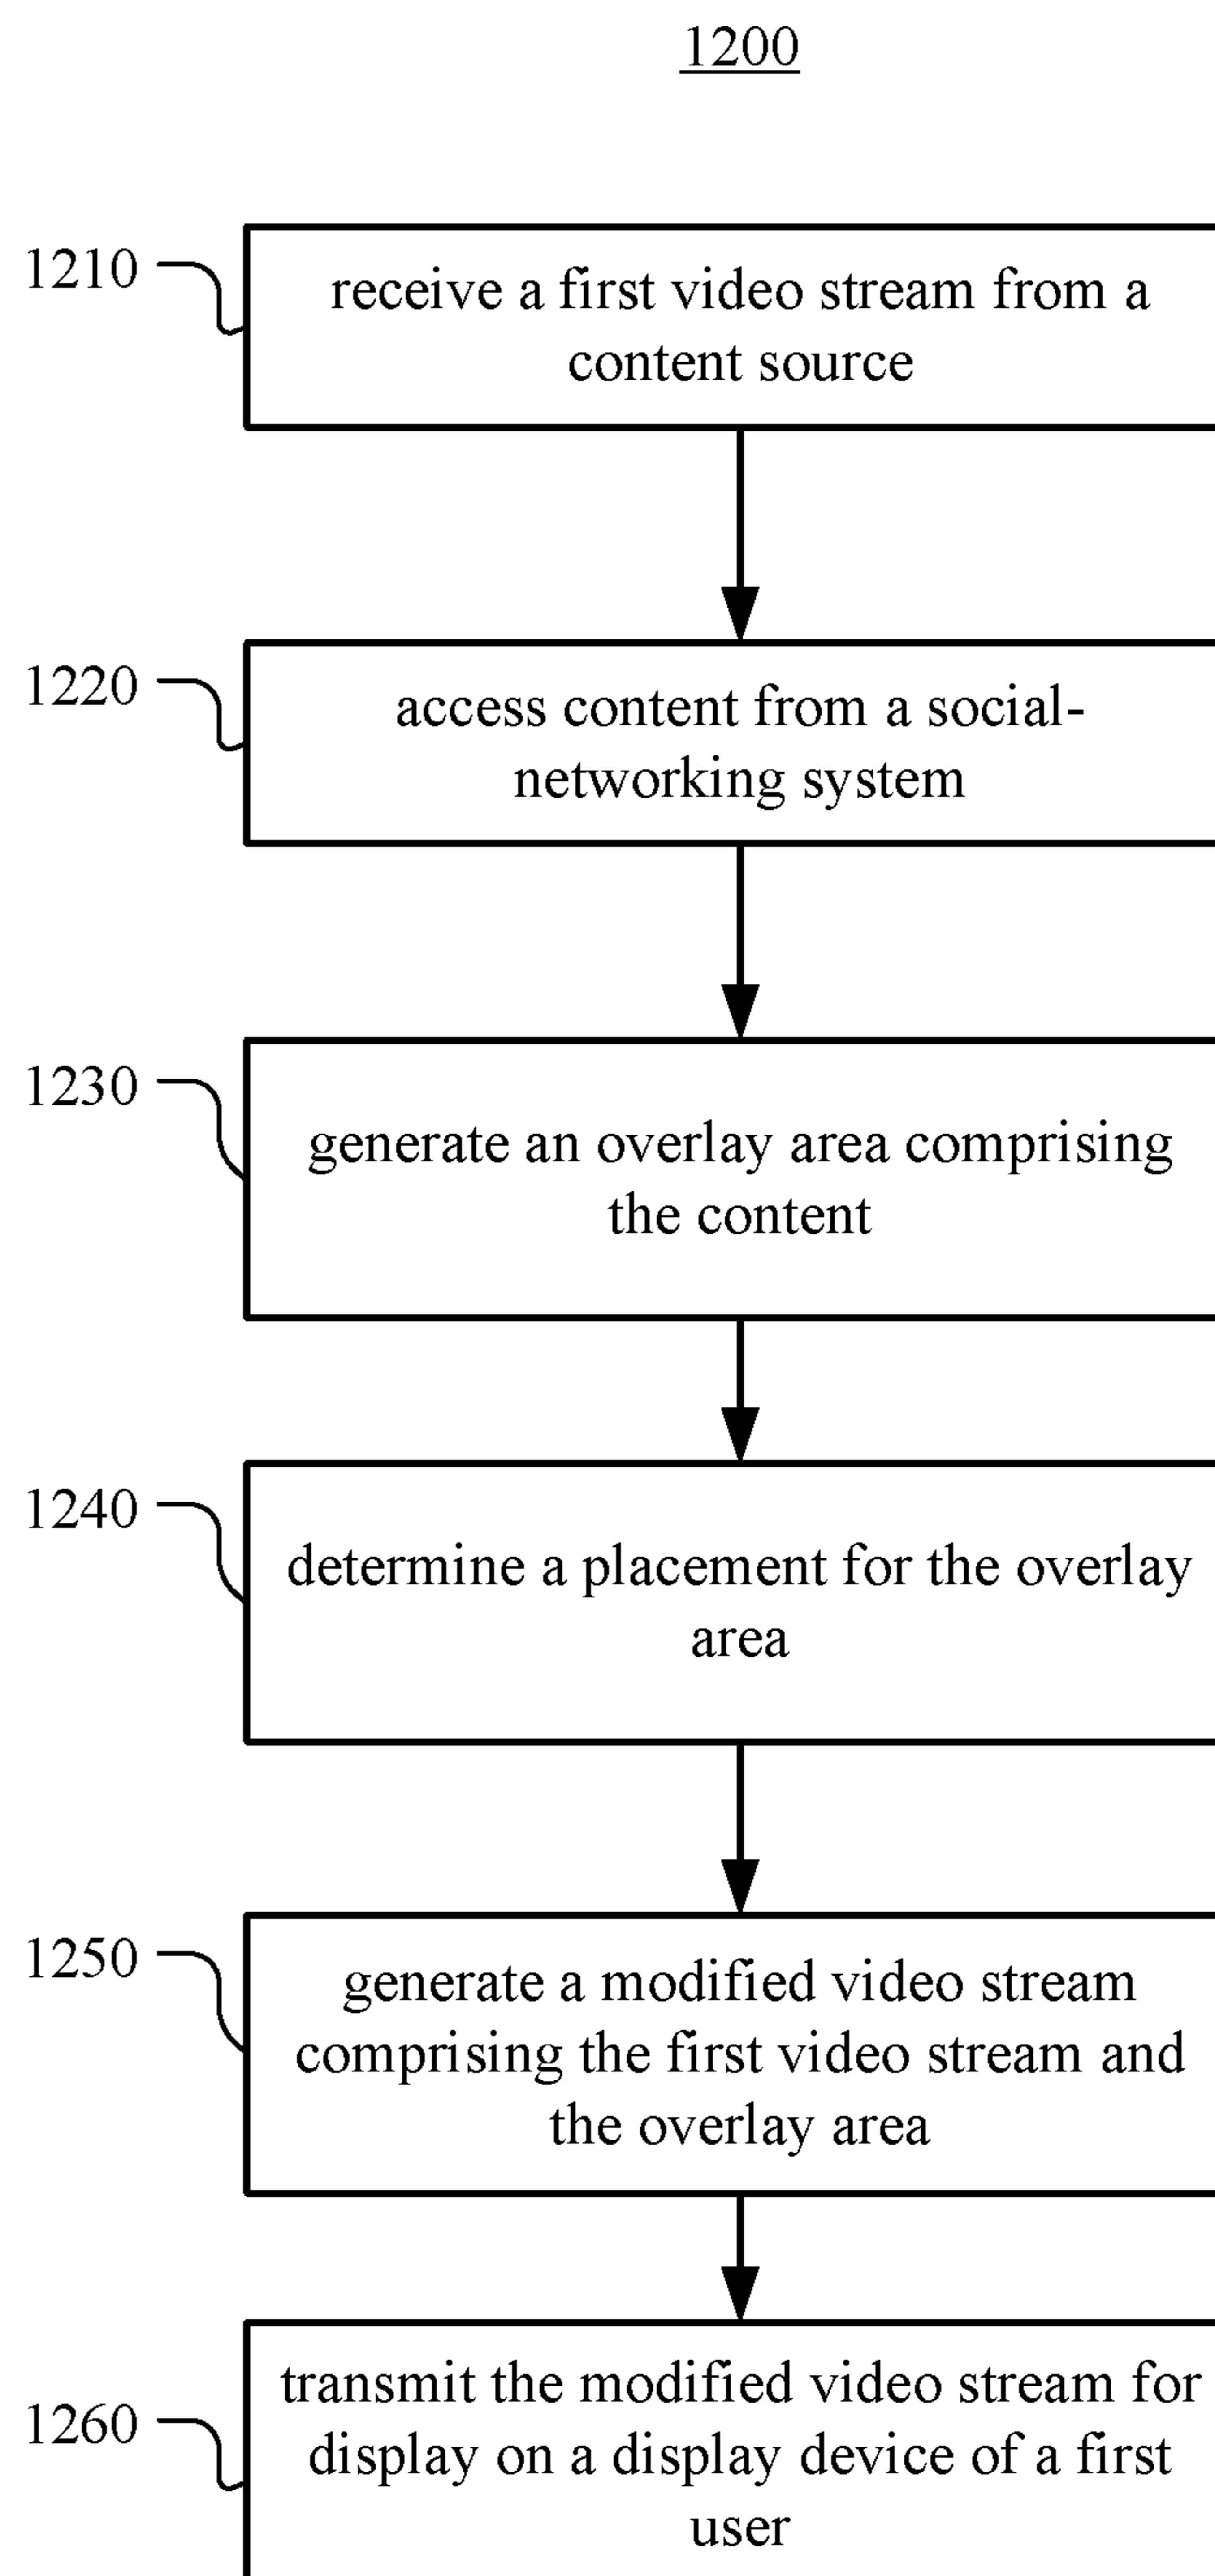 1200
1210
receive a first video stream from a
content source
1220
access content from a social-
networking system
1230
generate an overlay area comprising
the content
1240
determine a placement for the overlay
area
1250
generate a modified video stream
comprising the first video stream and
the overlay area
1260
transmit the modified video stream for
display on a display device of a first
user